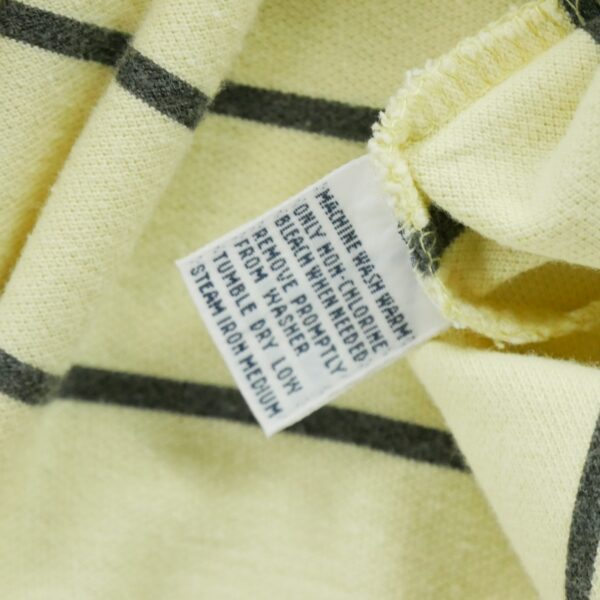 MACHINE WASH WARM
ONLY NON-CHLORINE
BLEACH WHEN NEEDED
REMOVE PROMPTLY
FROM WASHER
TUMBLE DRY LOW
STEAM IRON MEDIUM